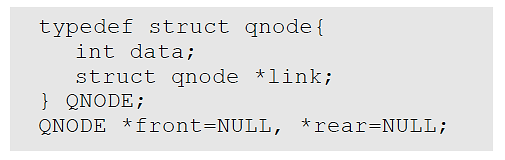 typedef struct qnode{
int data;
struct qnode *link;
} QNODE;
QNODE *front=NULL, *rear=NULL;